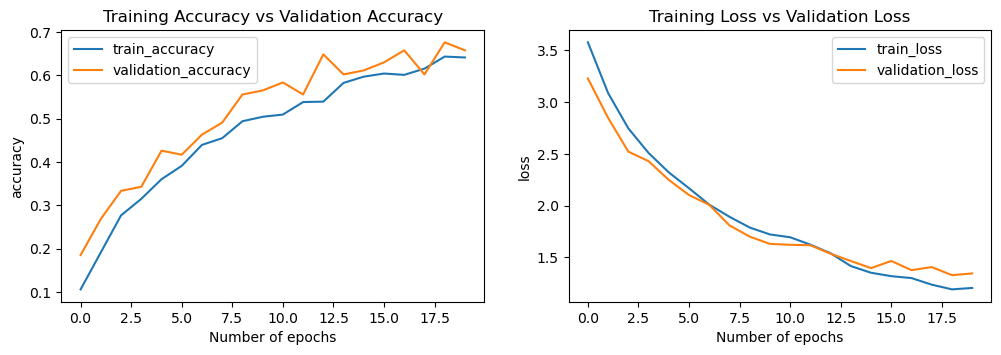 Training Accuracy vs Validation Accuracy
train_accuracy
validation_accuracy
0.7
0.6
0.5
0.4
0.3
0.2
0.1
accuracy
0.0 2.5 5.0 7.5 10.0 12.5 15.0 17.5
Number of epochs
Training Loss vs Validation Loss
train_loss
validation_loss
3.5
3.0
2.5
2.0
1.5
loss
0.0 2.5 5.0 7.5 10.0 12.5 15.0 17.5
Number of epochs